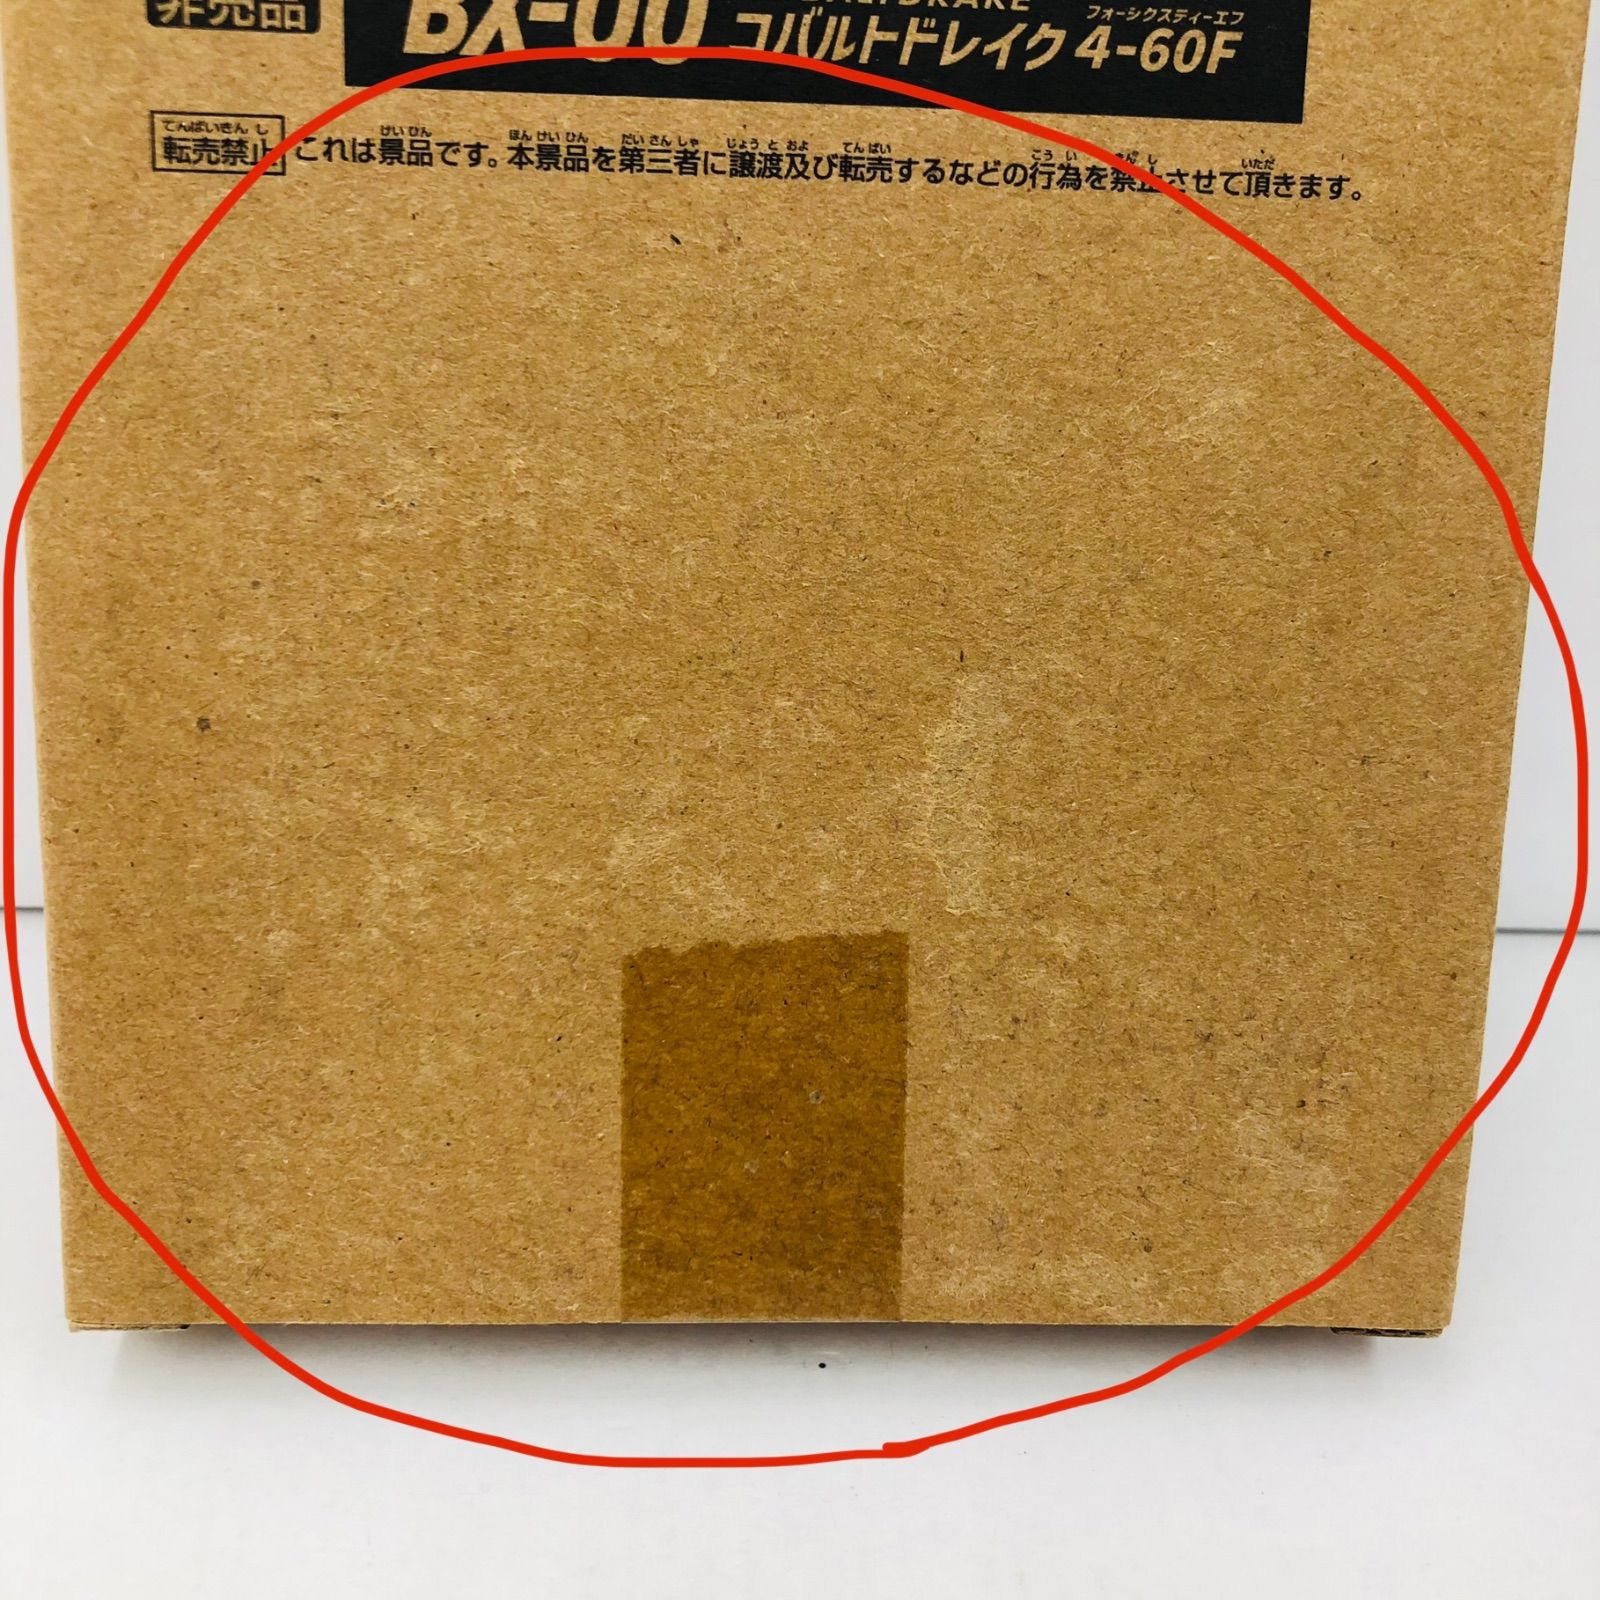 非売品
BX-00 コバルトドレイク 4-60F
フォーシックスティーエフ
転売禁止 これは景品です。本景品を第三者に譲渡及び転売するなどの行為を禁止させて頂きます。